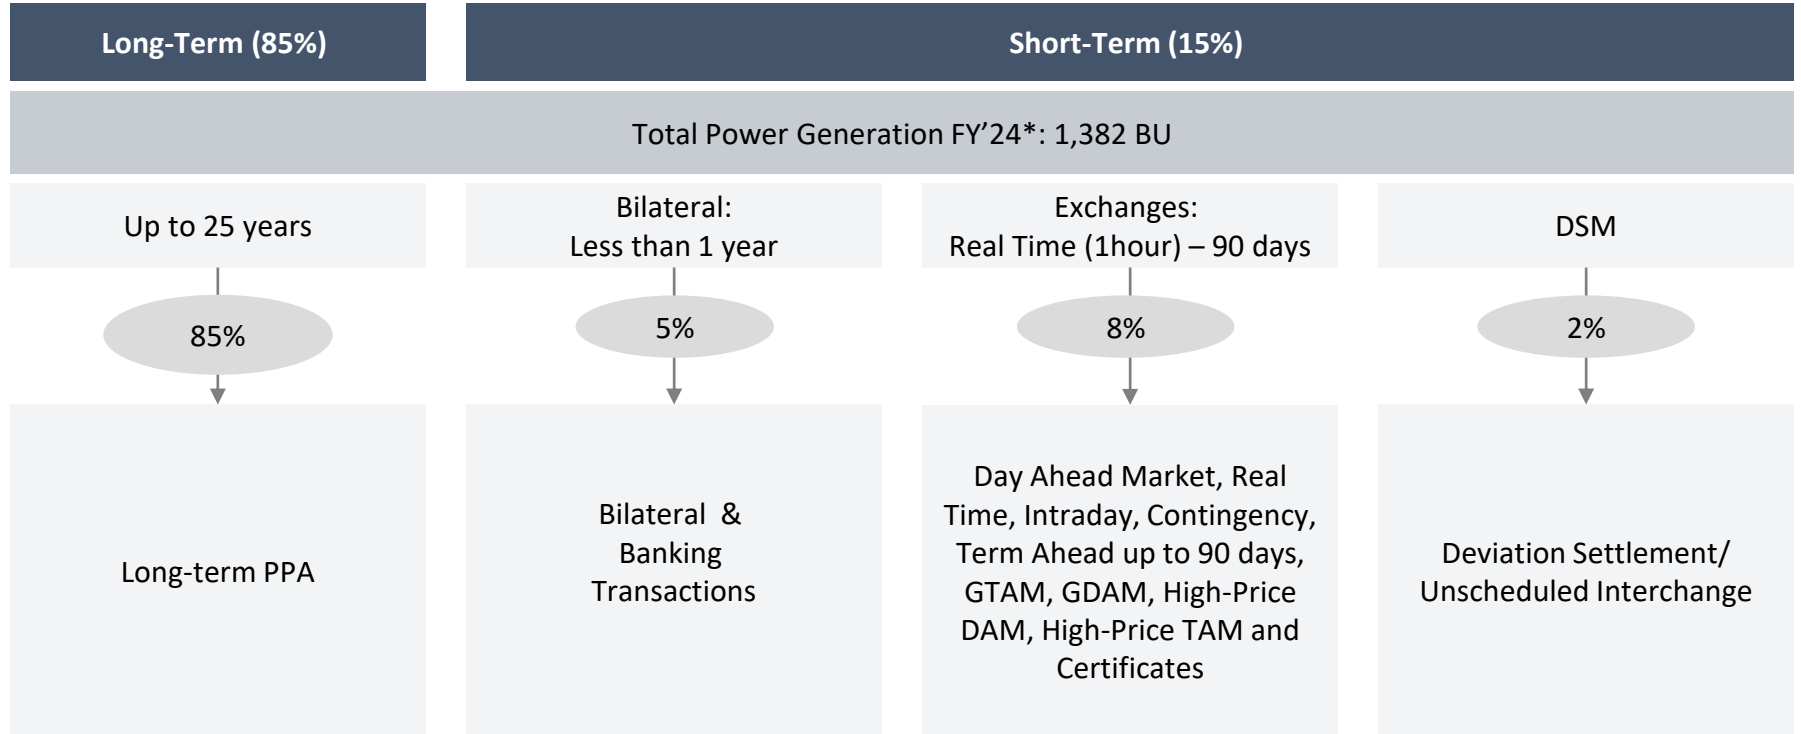 Long-Term (85%)
Short-Term (15%)
Total Power Generation FY’24*: 1,382 BU
Up to 25 years
Bilateral:
Less than 1 year
Exchanges:
Real Time (1hour) – 90 days
DSM
85%
5%
8%
2%
Long-term PPA
Bilateral &
Banking
Transactions
Day Ahead Market, Real
Time, Intraday, Contingency,
Term Ahead up to 90 days,
GTAM, GDAM, High-Price
DAM, High-Price TAM and
Certificates
Deviation Settlement/
Unscheduled Interchange